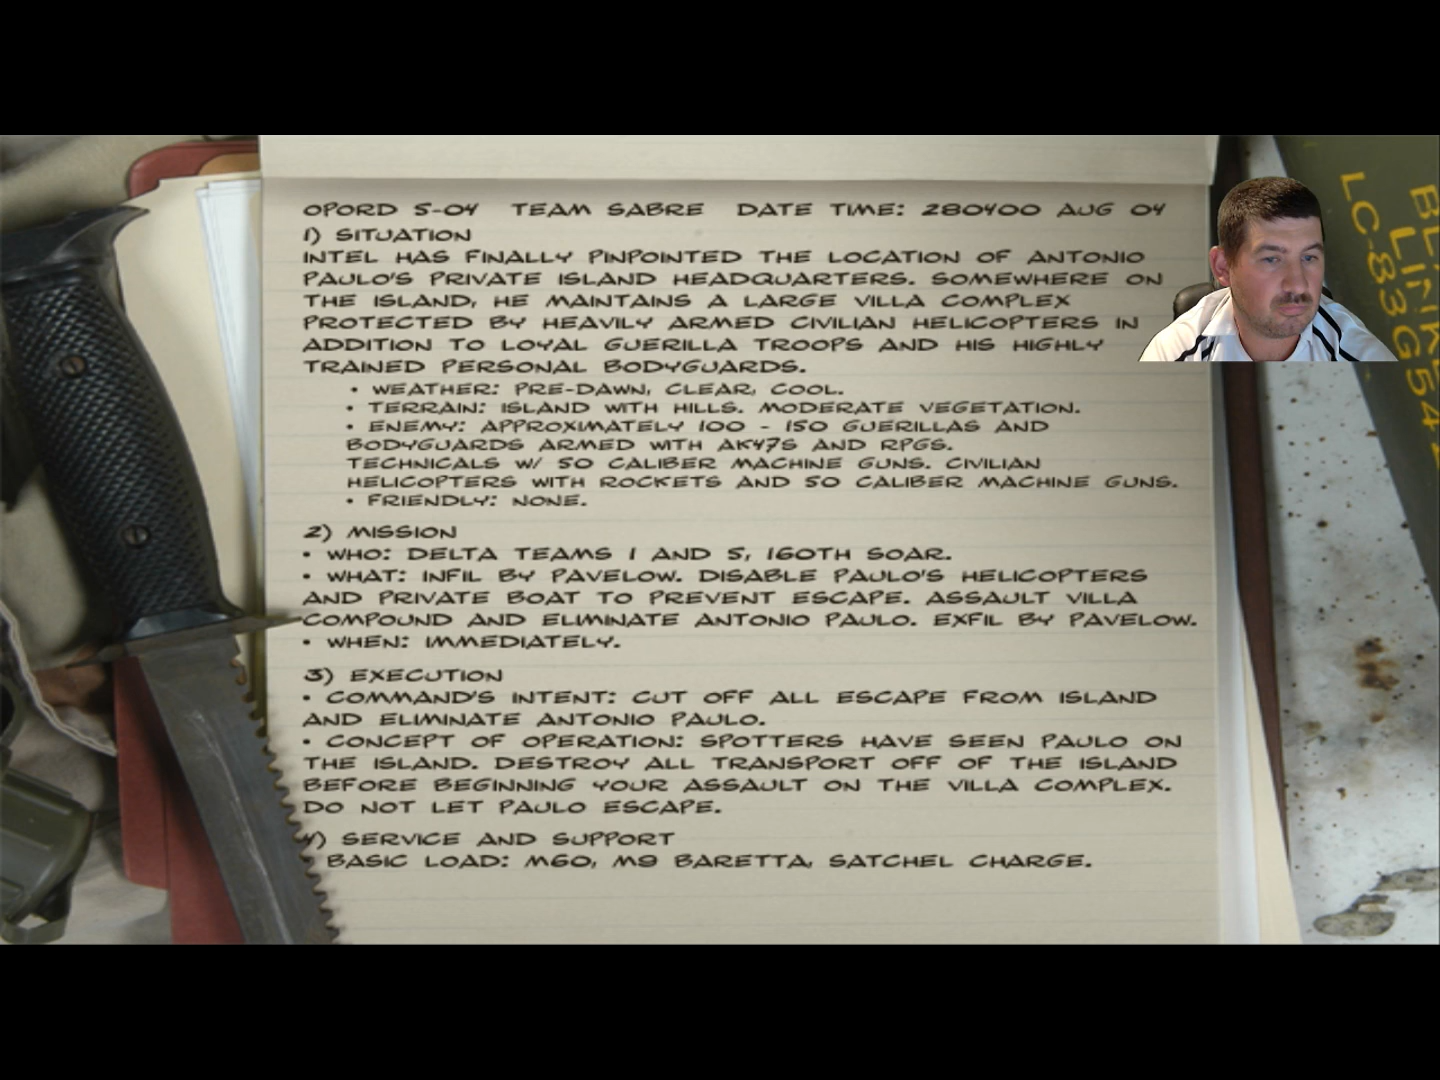 OPORD 5-04 TEAM SABRE DATE TIME: 280400 AUG 04
1) SITUATION
INTEL HAS FINALLY PINPOINTED THE LOCATION OF ANTONIO
PAULO'S PRIVATE ISLAND HEADQUARTERS. SOMEWHERE ON
THE ISLAND, HE MAINTAINS A LARGE VILLA COMPLEX
PROTECTED BY HEAVILY ARMED CIVILIAN HELICOPTERS IN
ADDITION TO LOYAL GUERILLA TROOPS AND HIS HIGHLY
TRAINED PERSONAL BODYGUARDS.
• WEATHER: PRE-DAWN, CLEAR, COOL.
• TERRAIN: ISLAND WITH HILLS. MODERATE VEGETATION.
• ENEMY: APPROXIMATELY 100 - 150 GUERILLAS AND
BODYGUARDS ARMED WITH AK47S AND RPGS.
TECHNICALS W/ 50 CALIBER MACHINE GUNS. CIVILIAN
HELICOPTERS WITH ROCKETS AND 50 CALIBER MACHINE GUNS.
• FRIENDLY: NONE.
2) MISSION
• WHO: DELTA TEAMS 1 AND 5, 160TH SOAR.
• WHAT: INFIL BY PAVELOW. DISABLE PAULO'S HELICOPTERS
AND PRIVATE BOAT TO PREVENT ESCAPE. ASSAULT VILLA
COMPOUND AND ELIMINATE ANTONIO PAULO. EXFIL BY PAVELOW.
• WHEN: IMMEDIATELY.
3) EXECUTION
• COMMAND'S INTENT: CUT OFF ALL ESCAPE FROM ISLAND
AND ELIMINATE ANTONIO PAULO.
• CONCEPT OF OPERATION: SPOTTERS HAVE SEEN PAULO ON
THE ISLAND. DESTROY ALL TRANSPORT OFF OF THE ISLAND
BEFORE BEGINNING YOUR ASSAULT ON THE VILLA COMPLEX.
DO NOT LET PAULO ESCAPE.
4) SERVICE AND SUPPORT
BASIC LOAD: M60, M9 BARETTA, SATCHEL CHARGE.
LC-83G542